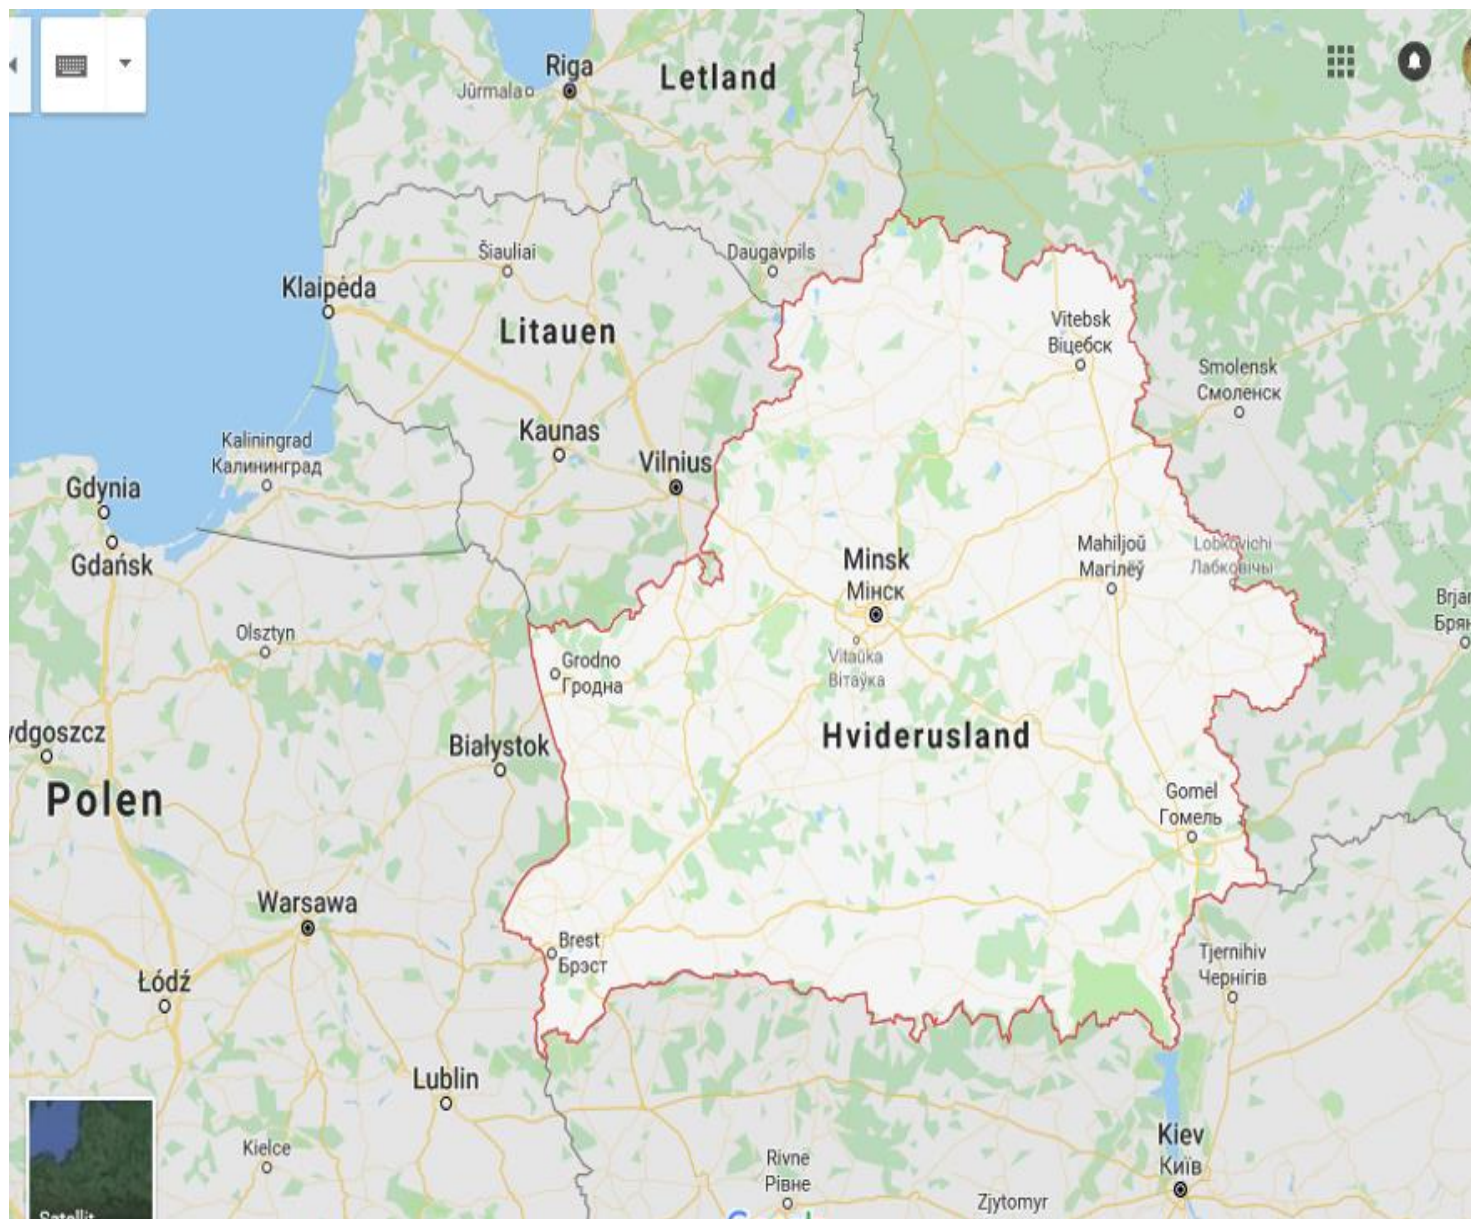 Riga
Letland
Jūrmala
Šiauliai
Daugavpils
Klaipėda
Litauen
Vitebsk
Віцебск
Smolensk
Смоленск
Kaunas
Kaliningrad
Калининград
Vilnius
Gdynia
Gdańsk
Minsk
Мінск
Mahiljoŭ
Магілёў
Lobkovichi
Лабковічы
Olsztyn
Vitaŭka
Вітаўка
Grodno
Гродна
Hviderusland
ydgoszcz
Białystok
Polen
Gomel
Гомель
Warsawa
Brest
Брэст
Tjernihiv
Чернігів
Łódź
Lublin
Kiev
Київ
Kielce
Rivne
Рівне
Zjytomyr